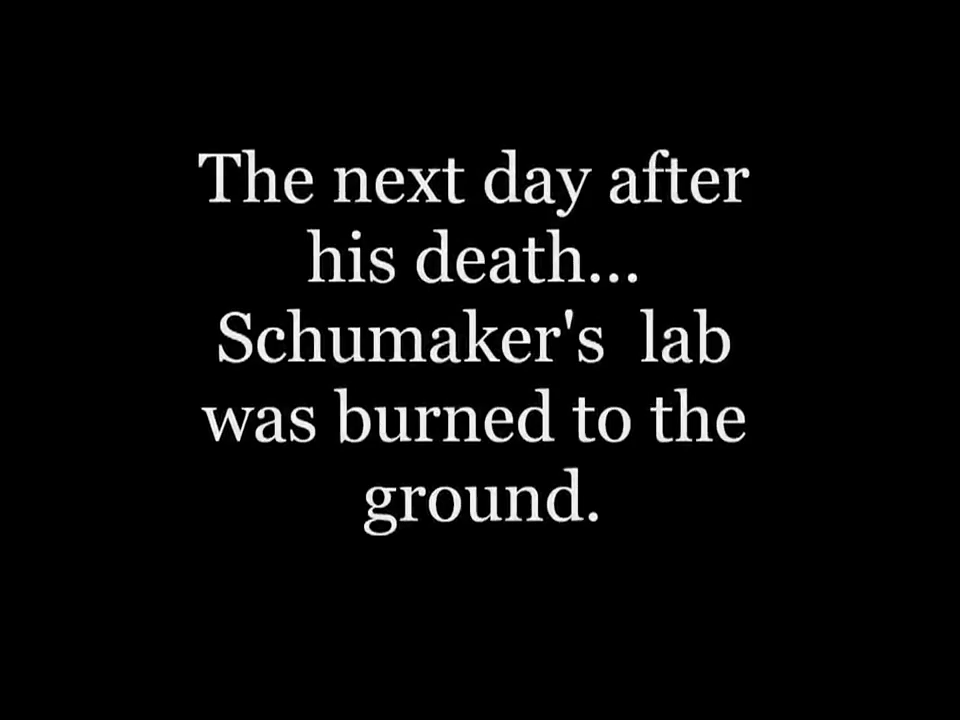 The next day after
his death...
Schumaker's  lab
was burned to the
ground.